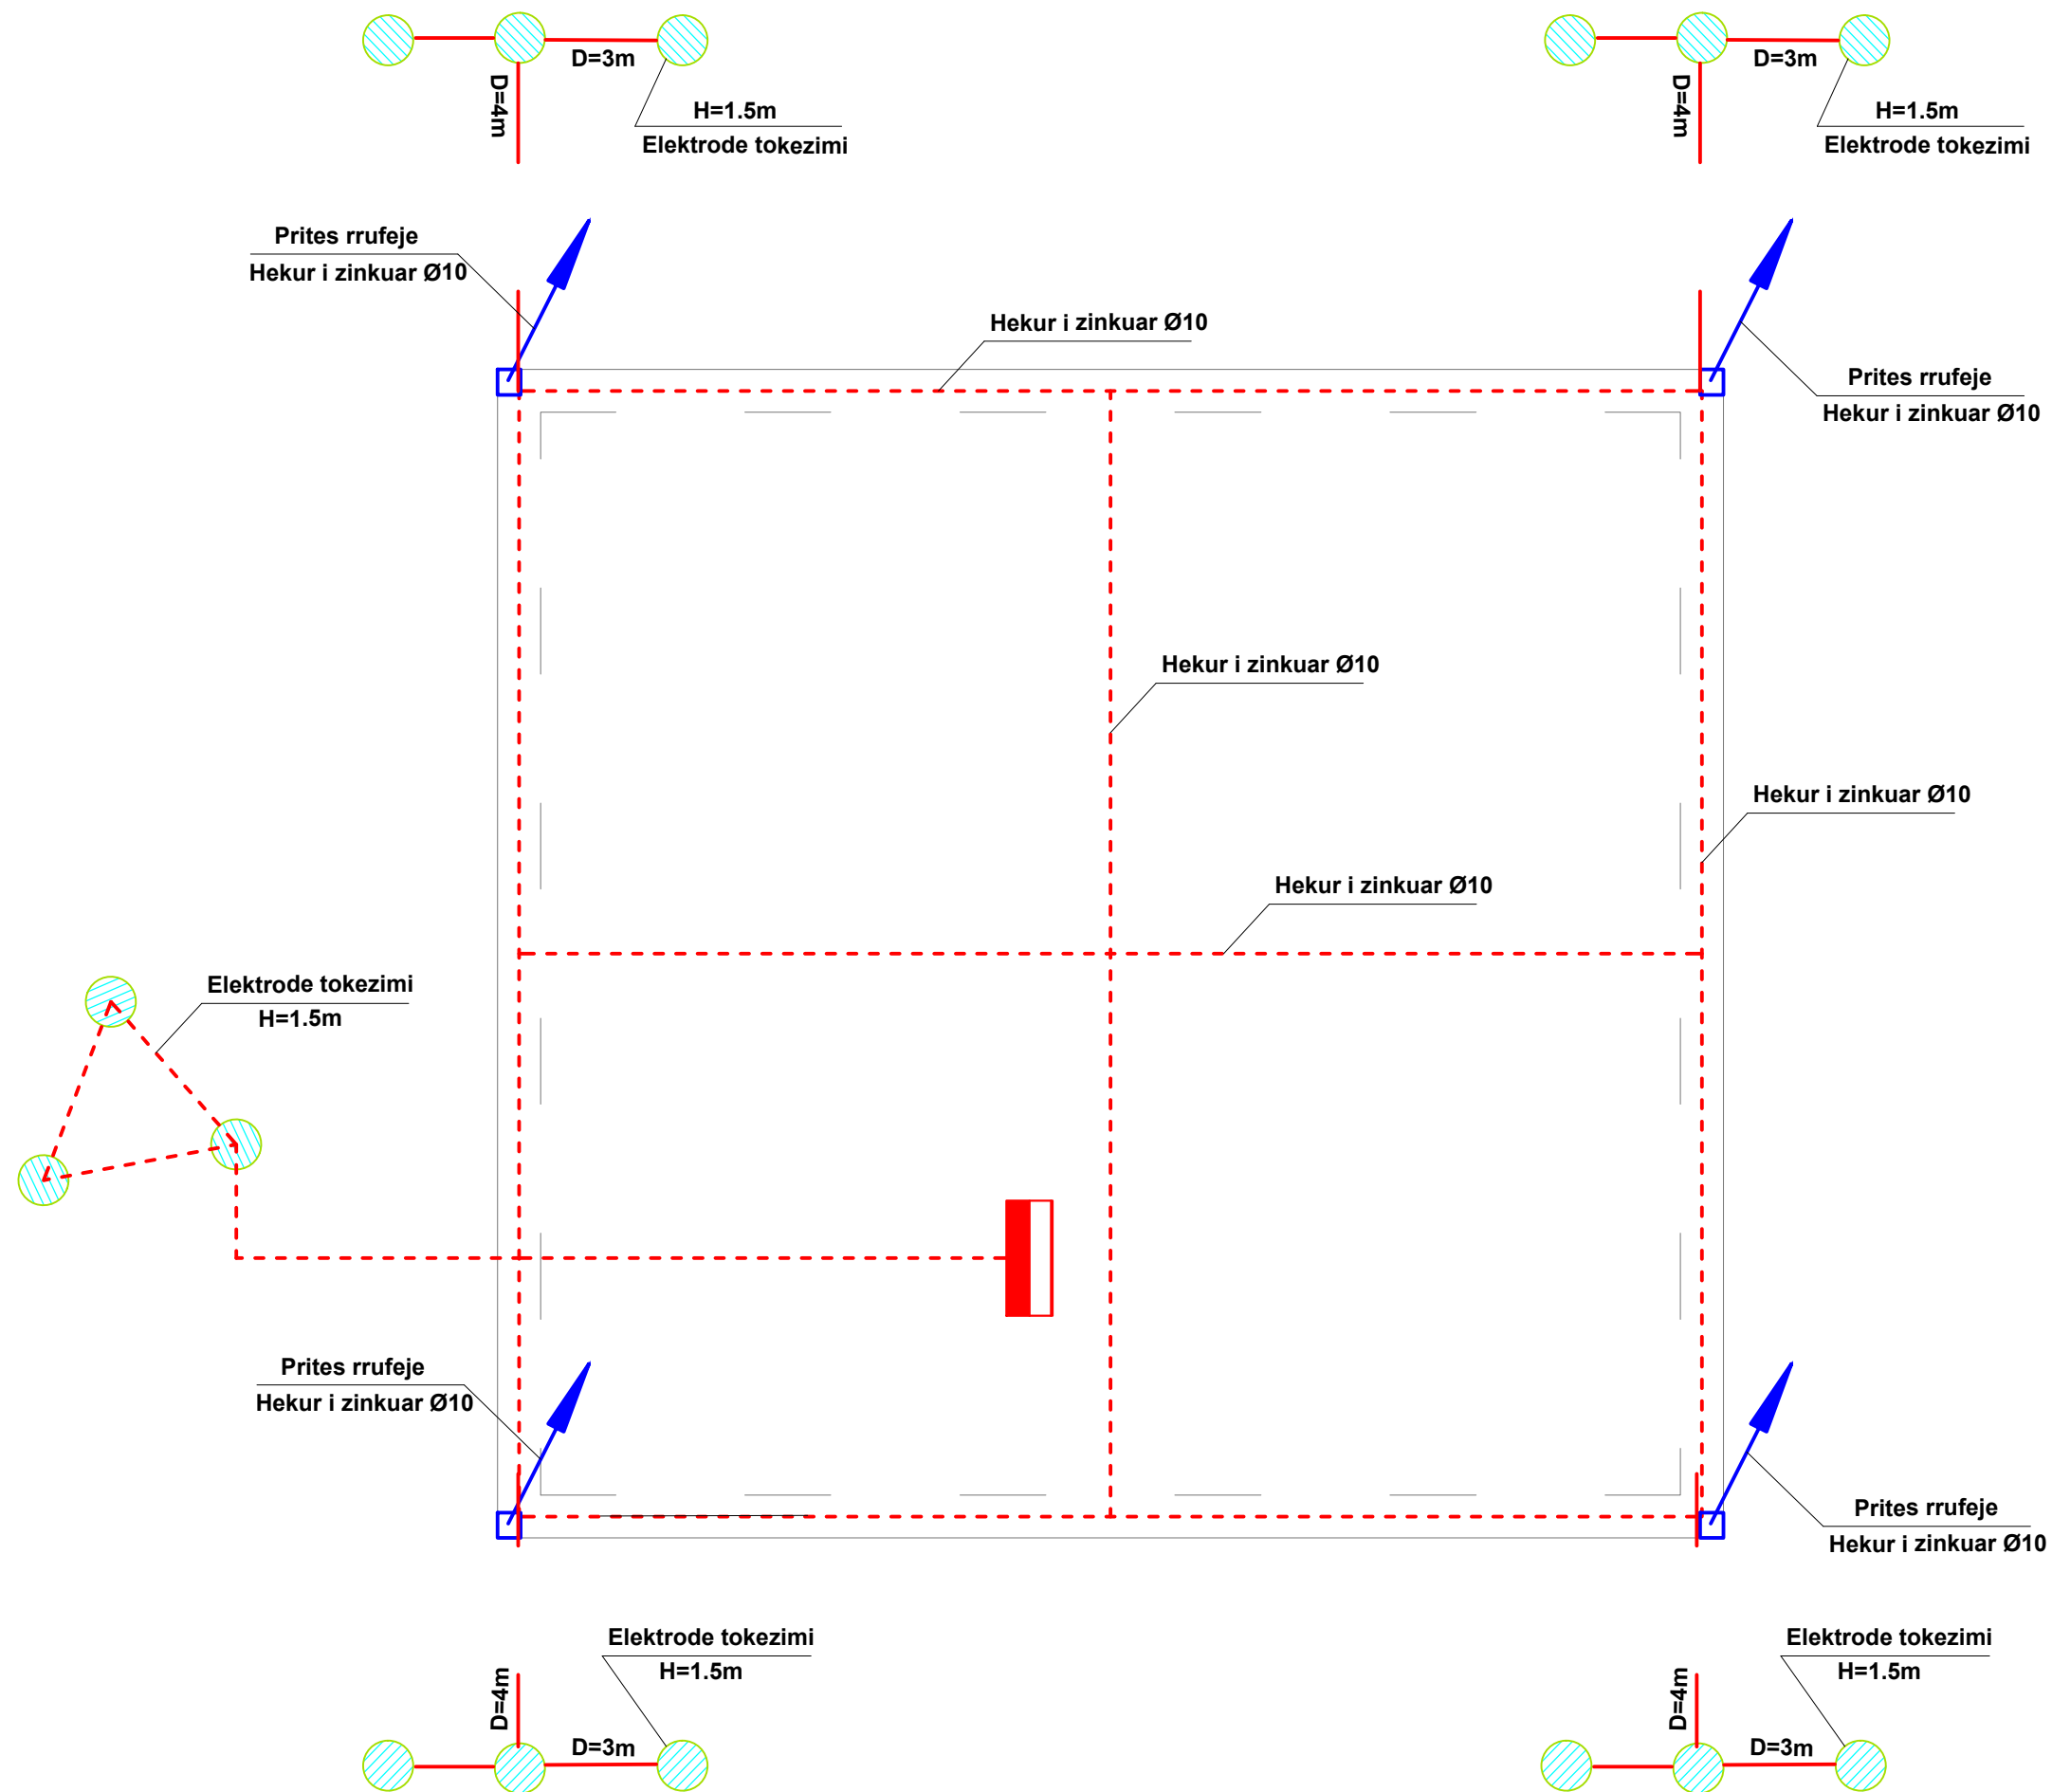 D=3m
D=4m
H=1.5m
Elektrode tokezimi
D=3m
D=4m
H=1.5m
Elektrode tokezimi
Prites rrufeje
Hekur i zinkuar Ø10
Hekur i zinkuar Ø10
Prites rrufeje
Hekur i zinkuar Ø10
Hekur i zinkuar Ø10
Hekur i zinkuar Ø10
Hekur i zinkuar Ø10
Elektrode tokezimi
H=1.5m
Prites rrufeje
Hekur i zinkuar Ø10
Prites rrufeje
Hekur i zinkuar Ø10
Elektrode tokezimi
H=1.5m
D=4m
D=3m
Elektrode tokezimi
H=1.5m
D=4m
D=3m